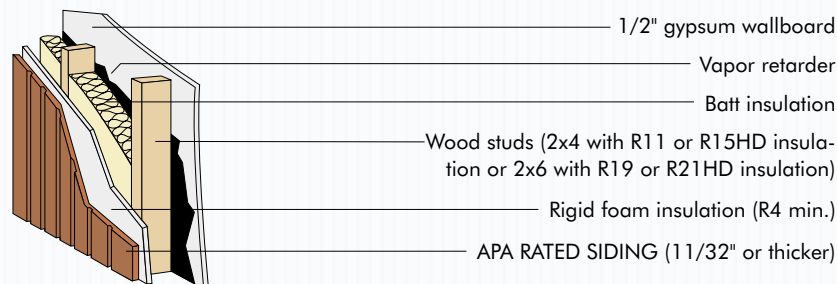 1/2" gypsum wallboard
Vapor retarder
Batt insulation
Wood studs (2x4 with R11 or R15HD insula-
tion or 2x6 with R19 or R21HD insulation)
Rigid foam insulation (R4 min.)
APA RATED SIDING (11/32" or thicker)